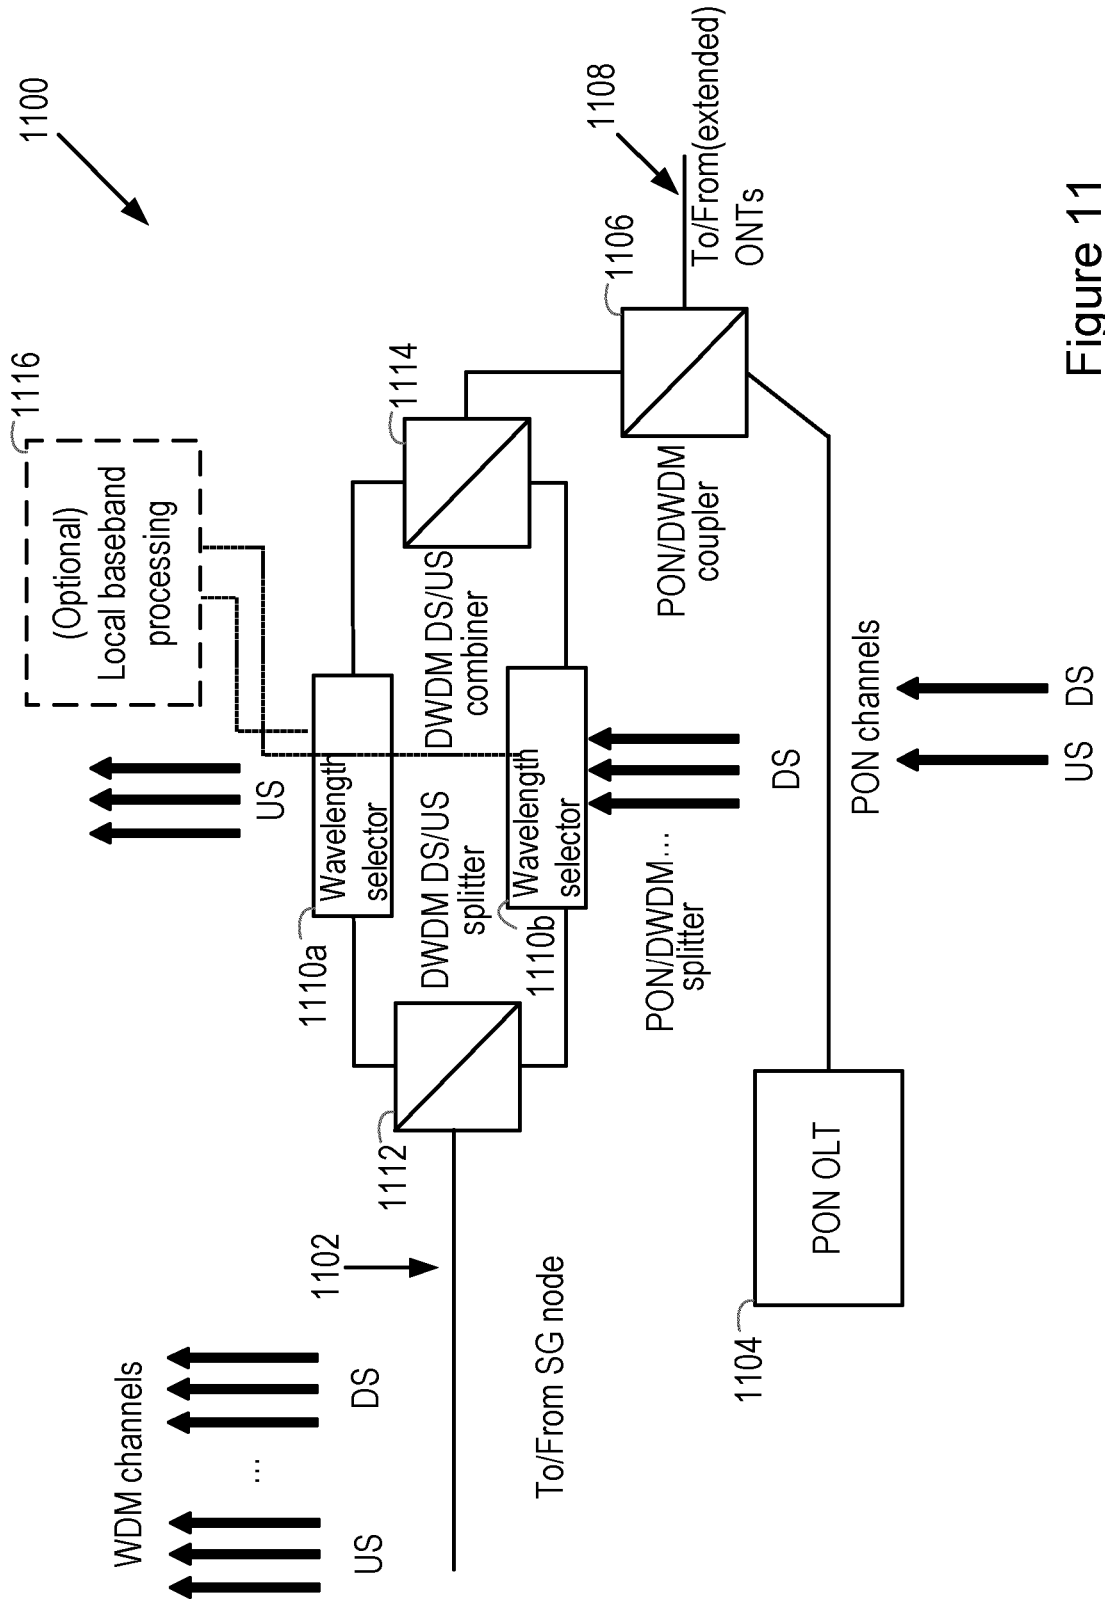 1100
WDM channels
US
...
DS
1102
To/From SG node
1112
US
1110a
Wavelength
selector
DWDM DS/US
splitter
DWDM DS/US
combiner
1110b
Wavelength
selector
DS
PON/DWDM...
splitter
1116
(Optional)
Local baseband
processing
1114
PON/DWDM
coupler
1106
1108
To/From(extended)
ONTs
1104
PON OLT
PON channels
US
DS
Figure 11